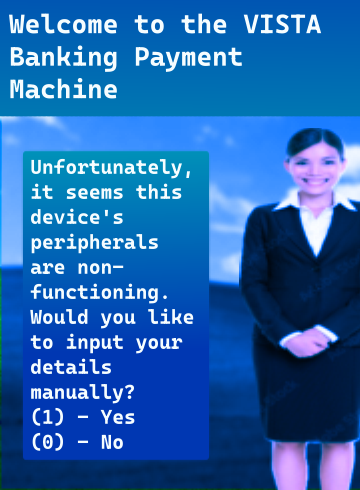 Welcome to the VISTA
Banking Payment
Machine
Unfortunately,
it seems this
device's
peripherals
are non-
functioning.
Would you like
to input your
details
manually?
(1) - Yes
(0) - No